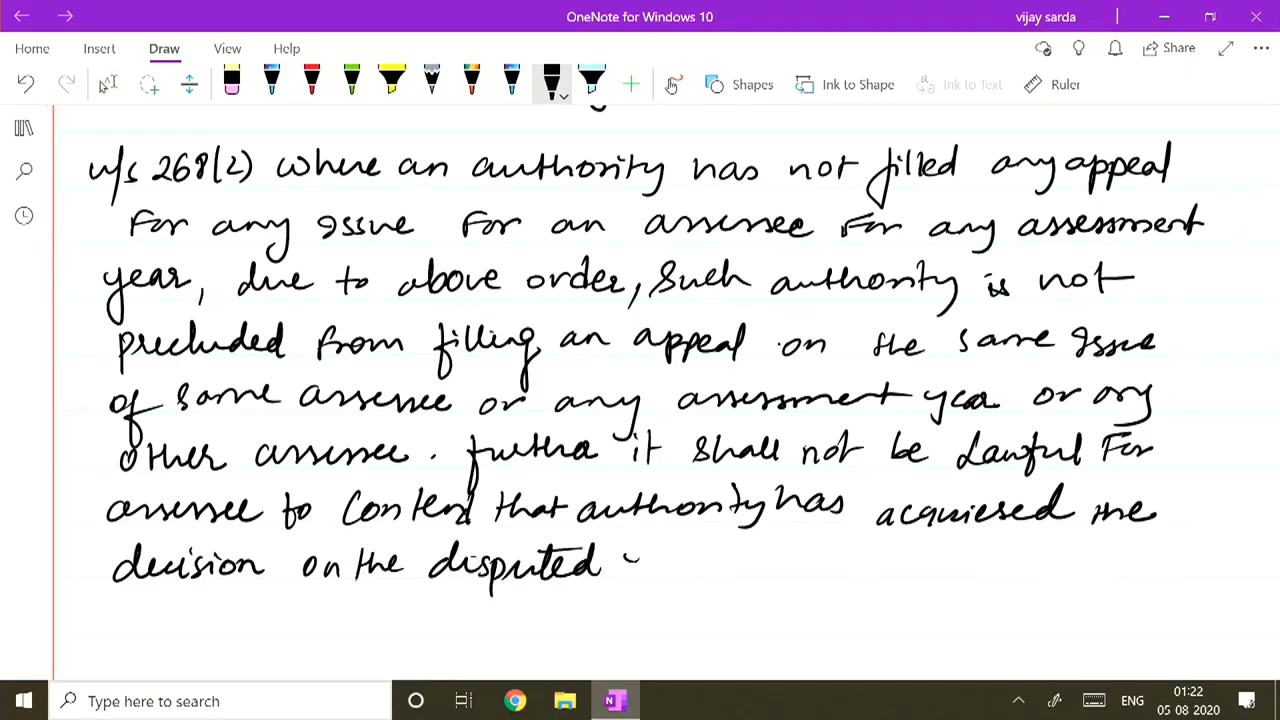 OneNote for Windows 10
vijay sarda
Home Insert Draw View Help
Share
Shapes Ink to Shape Ink to Text Ruler
u/s 268(2) where an authority has not filled any appeal
For any Issue For an assessee For any assessment
year, due to above order, Such authority is not
precluded from filling an appeal on the same Issue
of same assessee or any assessment year or any
other assessee. further it shall not be Lawful For
assessee to Contend that authority has acquiesed the
decision on the disputed
Type here to search
ENG
01:22
05-08-2020